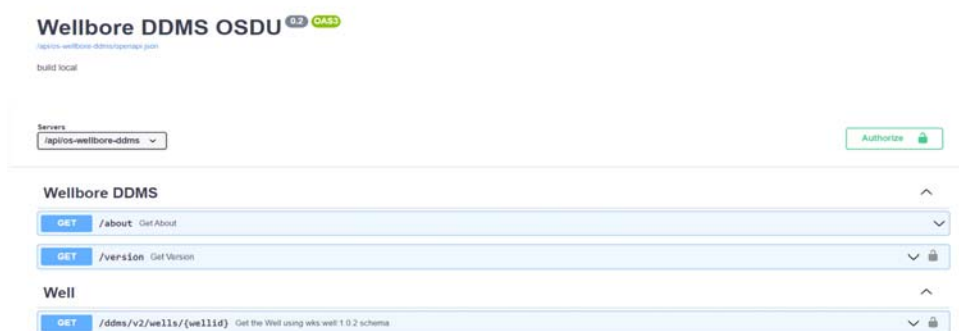 Wellbore DDMS OSDU 0.2 OAS3
/api/os-wellbore-ddms/openapi.json
build local
Servers
/api/os-wellbore-ddms
Authorize
Wellbore DDMS
GET /about Get About
GET /version Get Version
Well
GET /ddms/v2/wells/{wellid} Get the Well using wks:well:1.0.2 schema